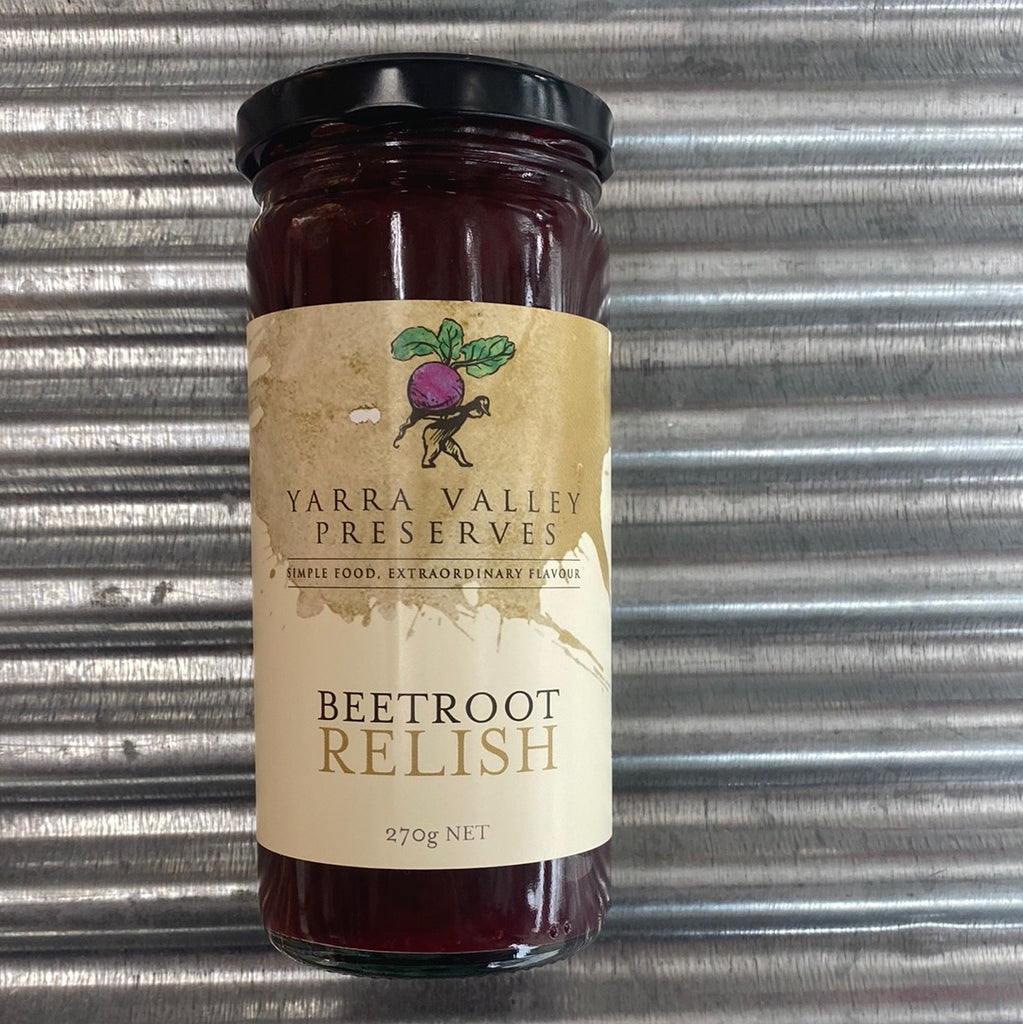 YARRA VALLEY
PRESERVES
SIMPLE FOOD, EXTRAORDINARY FLAVOUR
BEETROOT
RELISH
270g NET